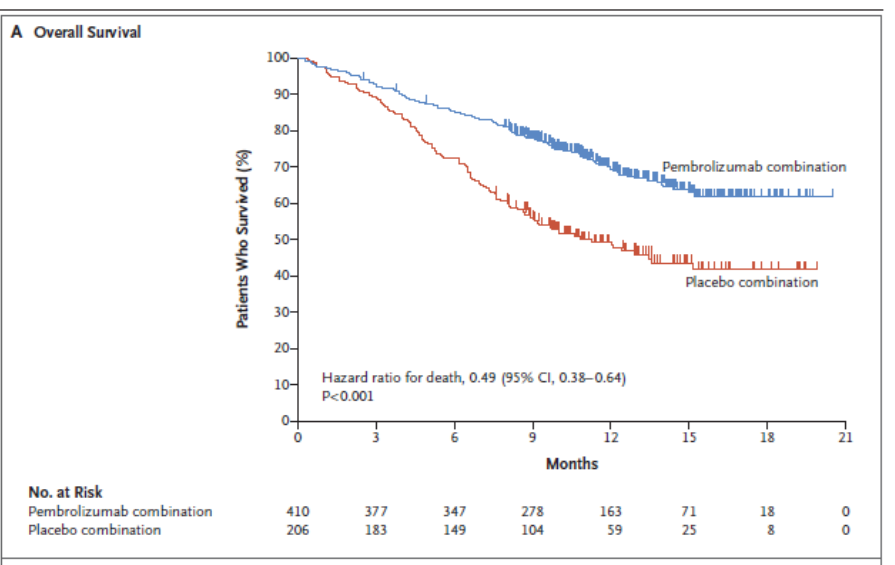 A Overall Survival
100
90
80
70
60
50
40
30
20
10
0
Patients Who Survived (%)
Pembrolizumab combination
Placebo combination
Hazard ratio for death, 0.49 (95% CI, 0.38–0.64)
P<0.001
0 3 6 9 12 15 18 21
Months
No. at Risk
Pembrolizumab combination 410 377 347 278 163 71 18 0
Placebo combination 206 183 149 104 59 25 8 0